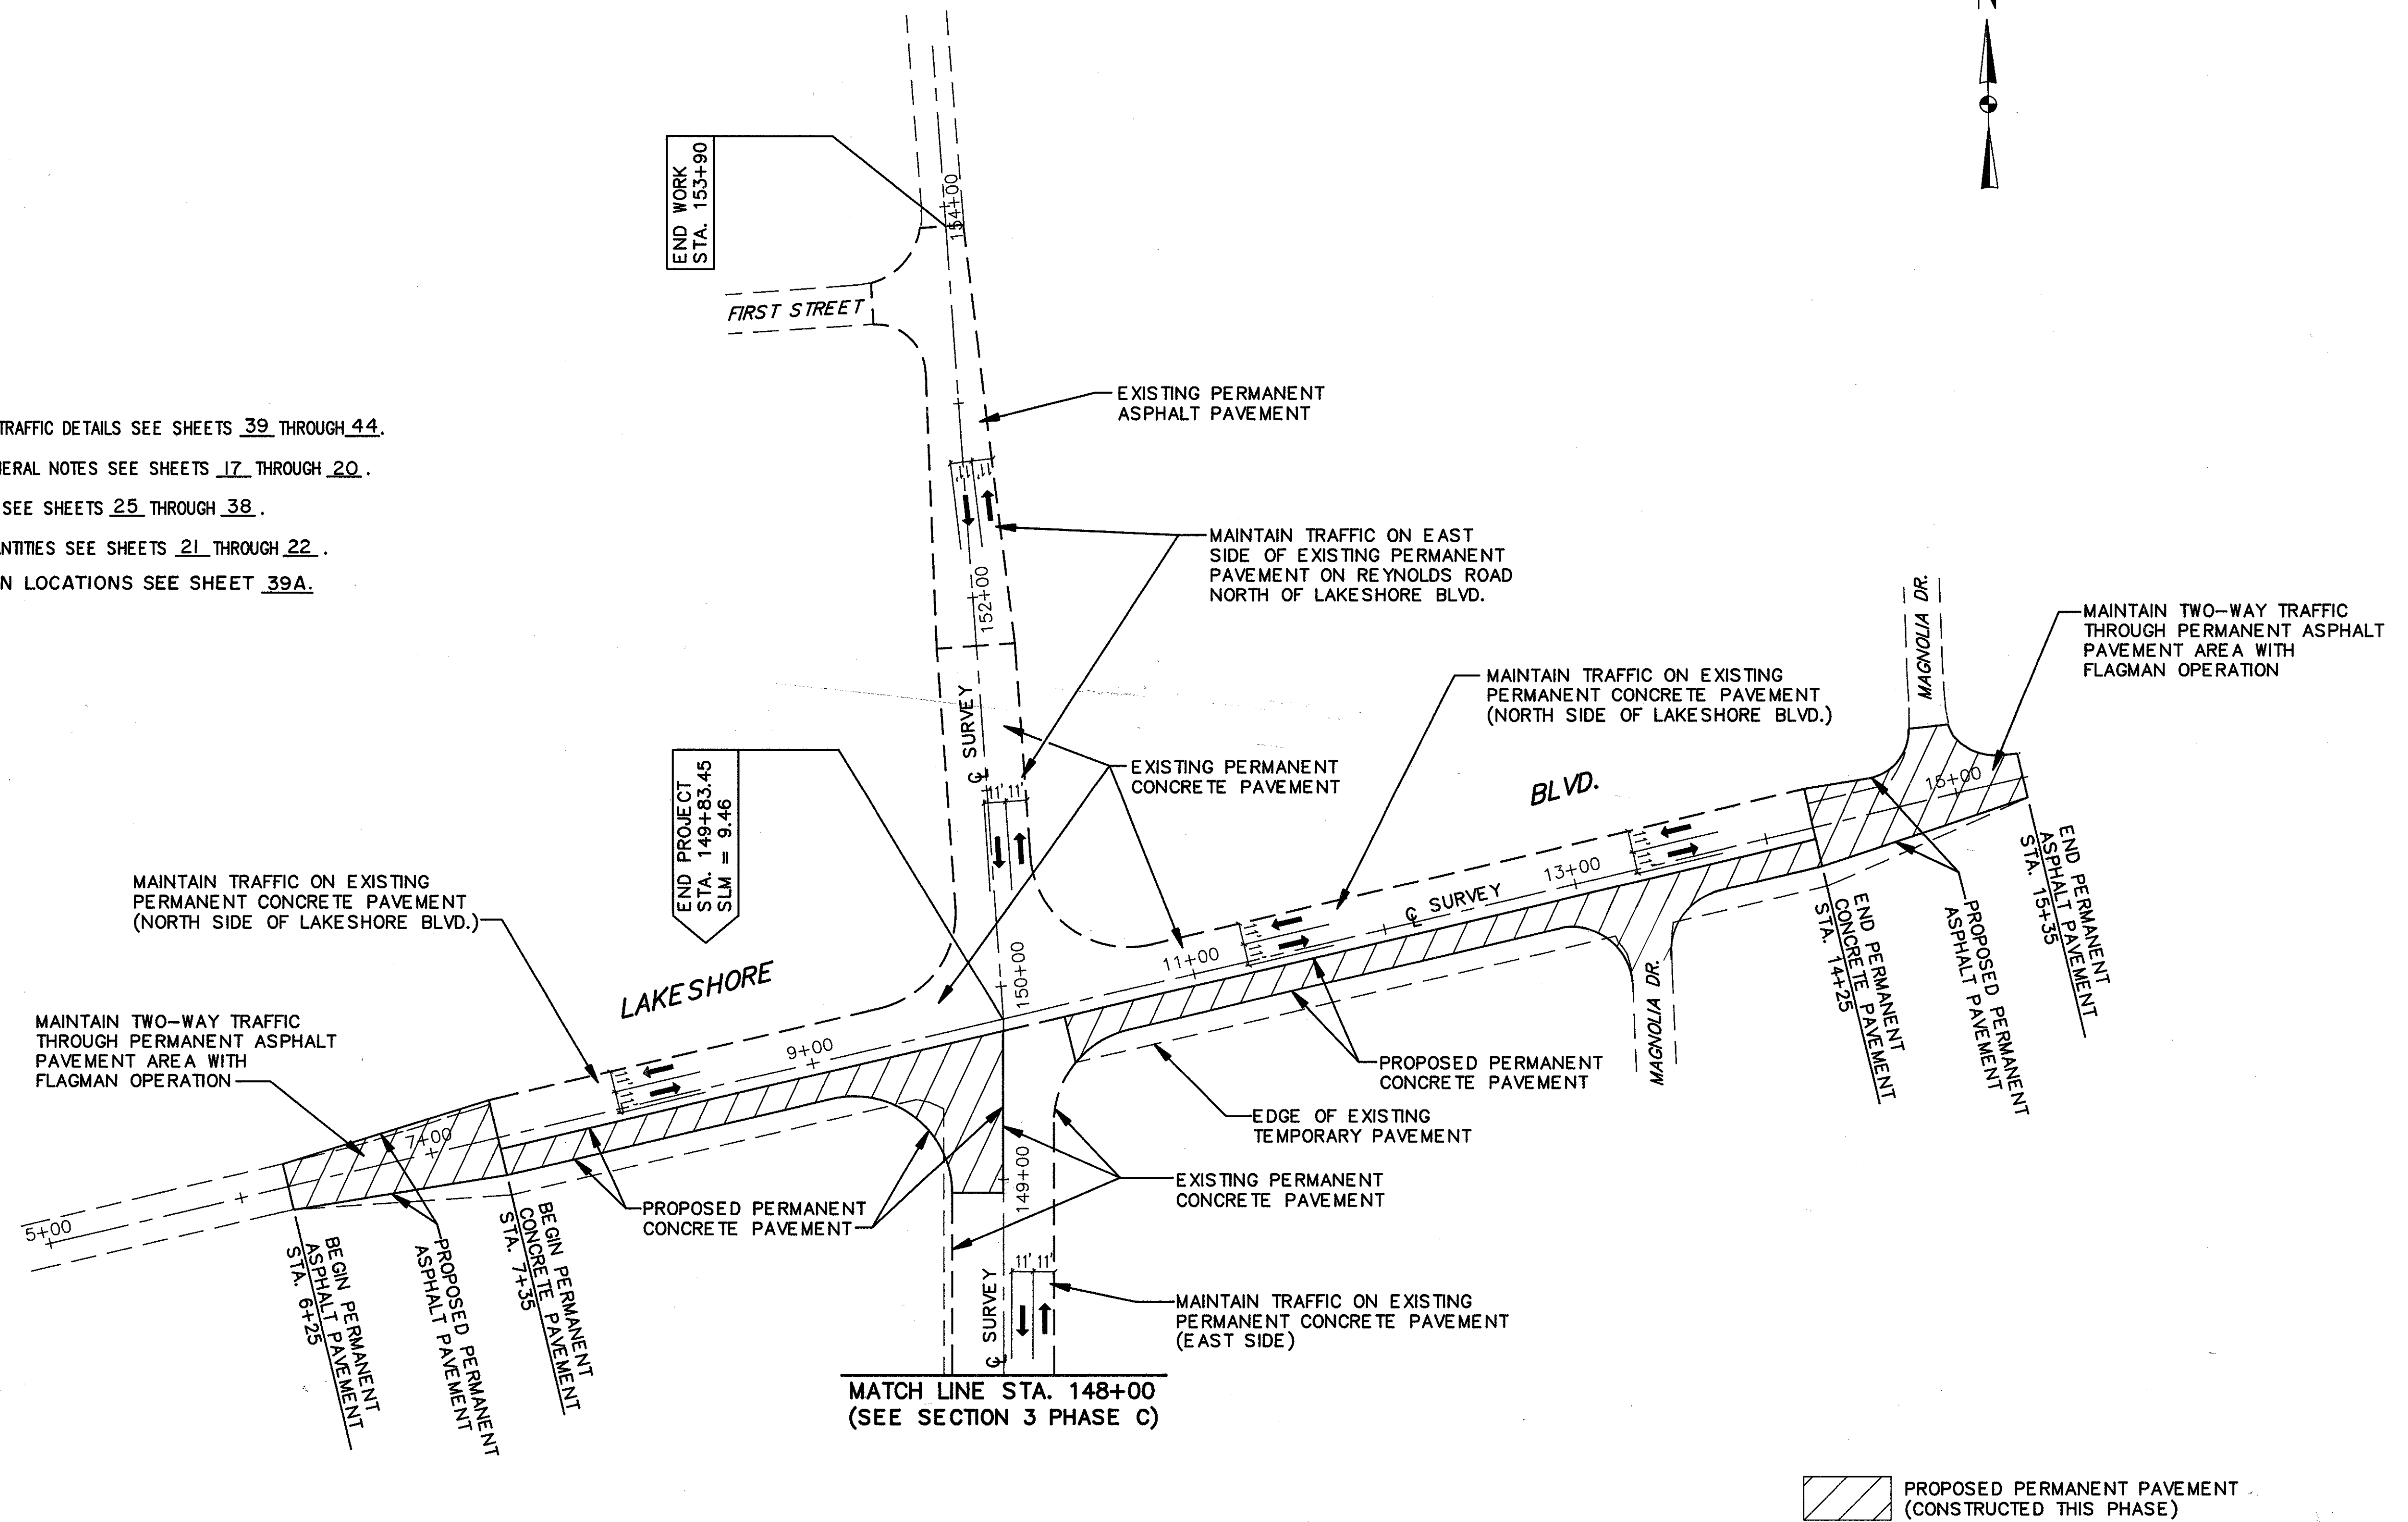 N
END WORK
STA. 153+90
154+00
FIRST STREET
EXISTING PERMANENT
ASPHALT PAVEMENT
TRAFFIC DETAILS SEE SHEETS 39 THROUGH 44.
ERAL NOTES SEE SHEETS 17 THROUGH 20.
SEE SHEETS 25 THROUGH 38.
NTITIES SEE SHEETS 21 THROUGH 22.
N LOCATIONS SEE SHEET 39A.
11' 11'
MAINTAIN TRAFFIC ON EAST
SIDE OF EXISTING PERMANENT
PAVEMENT ON REYNOLDS ROAD
NORTH OF LAKESHORE BLVD.
152+00
MAGNOLIA DR.
MAINTAIN TWO-WAY TRAFFIC
THROUGH PERMANENT ASPHALT
PAVEMENT AREA WITH
FLAGMAN OPERATION
MAINTAIN TRAFFIC ON EXISTING
PERMANENT CONCRETE PAVEMENT
(NORTH SIDE OF LAKESHORE BLVD.)
℄ SURVEY
END PROJECT
STA. 149+83.45
SLM = 9.46
EXISTING PERMANENT
CONCRETE PAVEMENT
11' 11'
BLVD.
15+00
11' 11'
13+00
℄ SURVEY
END PERMANENT
ASPHALT PAVEMENT
STA. 15+35
MAINTAIN TRAFFIC ON EXISTING
PERMANENT CONCRETE PAVEMENT
(NORTH SIDE OF LAKESHORE BLVD.)
PROPOSED PERMANENT
ASPHALT PAVEMENT
END PERMANENT
CONCRETE PAVEMENT
STA. 14+25
11' 11'
11+00
150+00
LAKESHORE
MAGNOLIA DR.
MAINTAIN TWO-WAY TRAFFIC
THROUGH PERMANENT ASPHALT
PAVEMENT AREA WITH
FLAGMAN OPERATION
9+00
11' 11'
PROPOSED PERMANENT
CONCRETE PAVEMENT
EDGE OF EXISTING
TEMPORARY PAVEMENT
7+00
149+00
EXISTING PERMANENT
CONCRETE PAVEMENT
PROPOSED PERMANENT
CONCRETE PAVEMENT
5+00
BEGIN PERMANENT
ASPHALT PAVEMENT
STA. 6+25
PROPOSED PERMANENT
ASPHALT PAVEMENT
BEGIN PERMANENT
CONCRETE PAVEMENT
STA. 7+35
11' 11'
℄ SURVEY
MAINTAIN TRAFFIC ON EXISTING
PERMANENT CONCRETE PAVEMENT
(EAST SIDE)
MATCH LINE STA. 148+00
(SEE SECTION 3 PHASE C)
PROPOSED PERMANENT PAVEMENT
(CONSTRUCTED THIS PHASE)